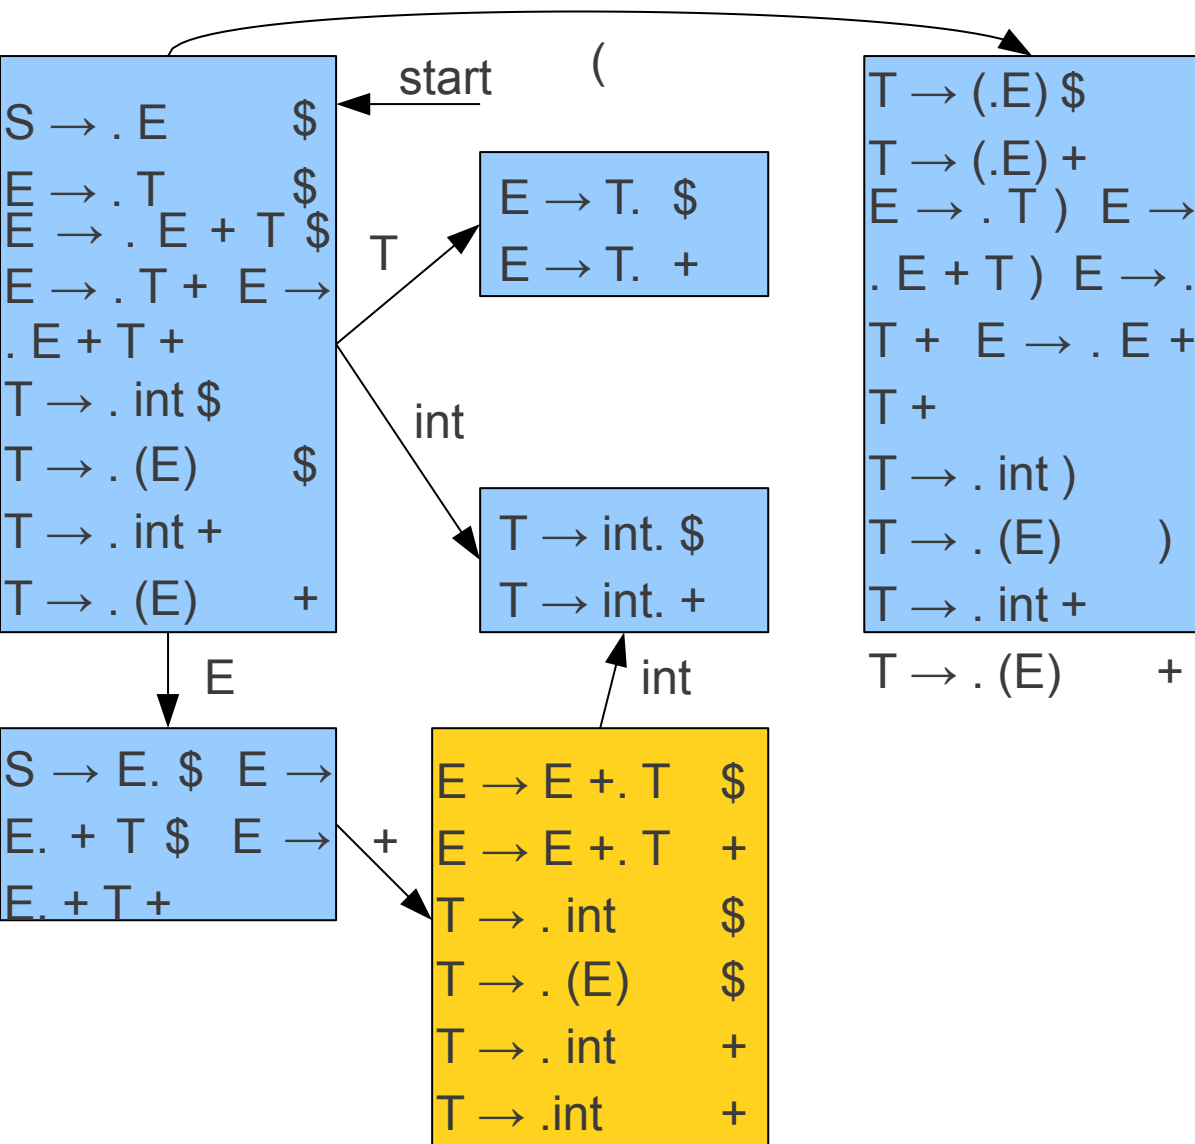 start
(
S → . E $
E → . T $
E → . E + T $
E → . T + E →
. E + T +
T → . int $
T → . (E) $
T → . int +
T → . (E) +
T
E → T. $
E → T. +
int
T → int. $
T → int. +
T → (.E) $
T → (.E) +
E → . T ) E →
. E + T ) E → .
T + E → . E +
T +
T → . int )
T → . (E) )
T → . int +
T → . (E) +
E
int
S → E. $ E →
E. + T $ E →
E. + T +
+
E → E +. T $
E → E +. T +
T → . int $
T → . (E) $
T → . int +
T → .int +